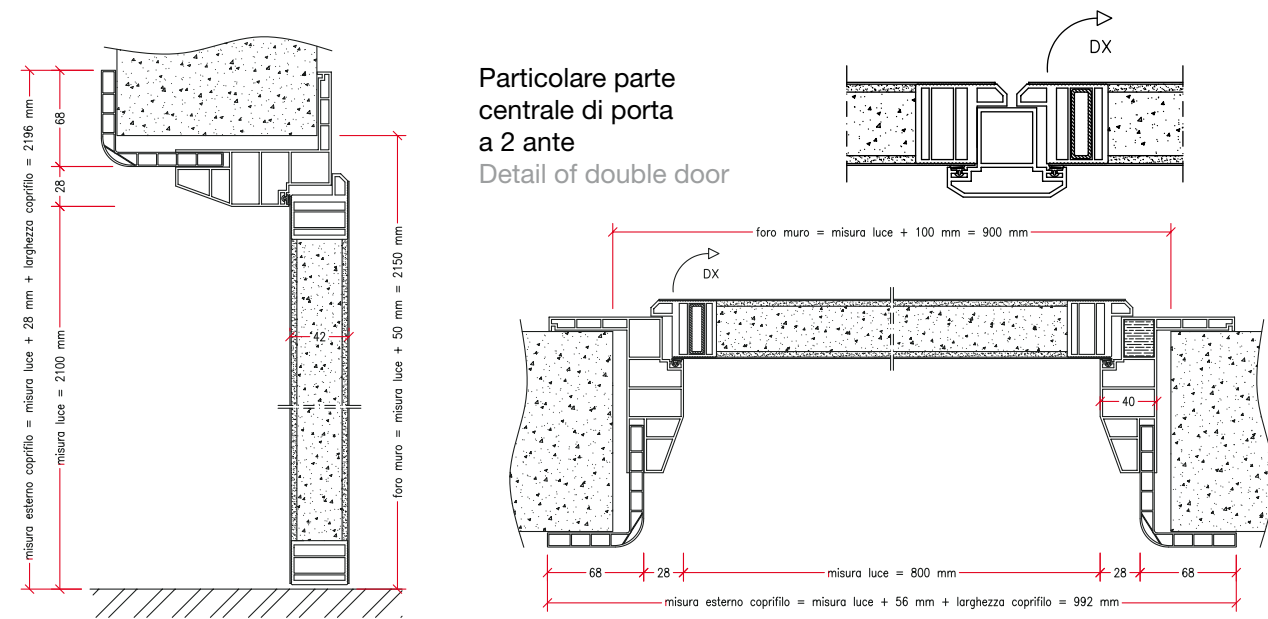 misura esterno coprifilo = misura luce + 28 mm + larghezza coprifilo = 2196 mm
68
28
misura luce = 2100 mm
42
foro muro = misura luce + 50 mm = 2150 mm
Particolare parte
centrale di porta
a 2 ante
Detail of double door
DX
foro muro = misura luce + 100 mm = 900 mm
DX
40
68
28
misura luce = 800 mm
28
68
misura esterno coprifilo = misura luce + 56 mm + larghezza coprifilo = 992 mm